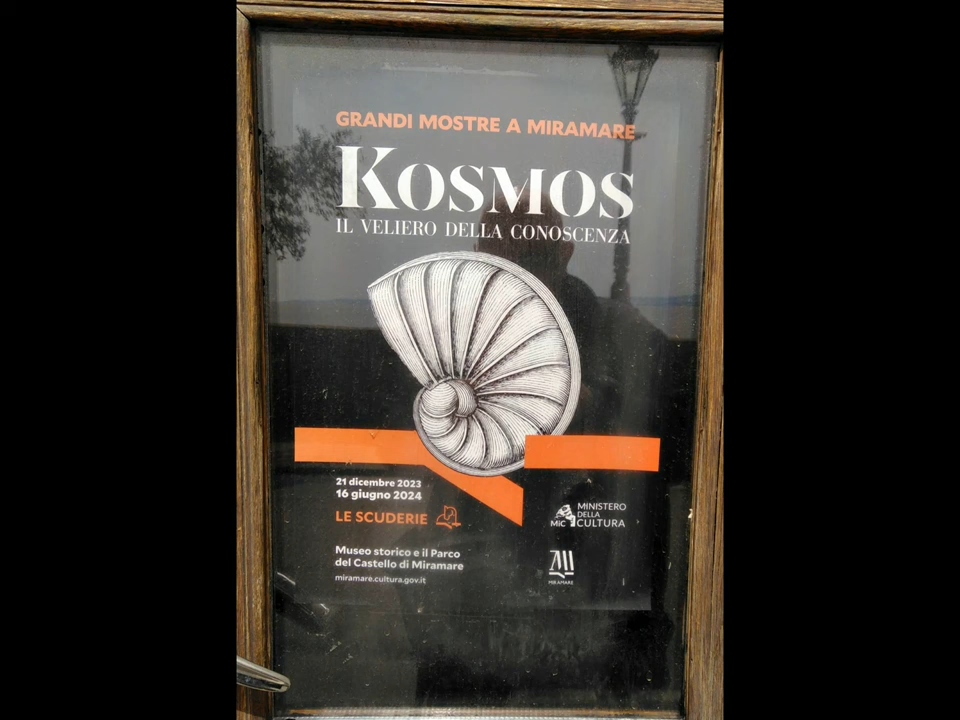 GRANDI MOSTRE A MIRAMARE
KOSMOS
IL VELIERO DELLA CONOSCENZA
21 dicembre 2023
16 giugno 2024
LE SCUDERIE
Museo storico e il Parco
del Castello di Miramare
miramare.cultura.gov.it
MiC
MINISTERO
DELLA
CULTURA
MIRAMARE